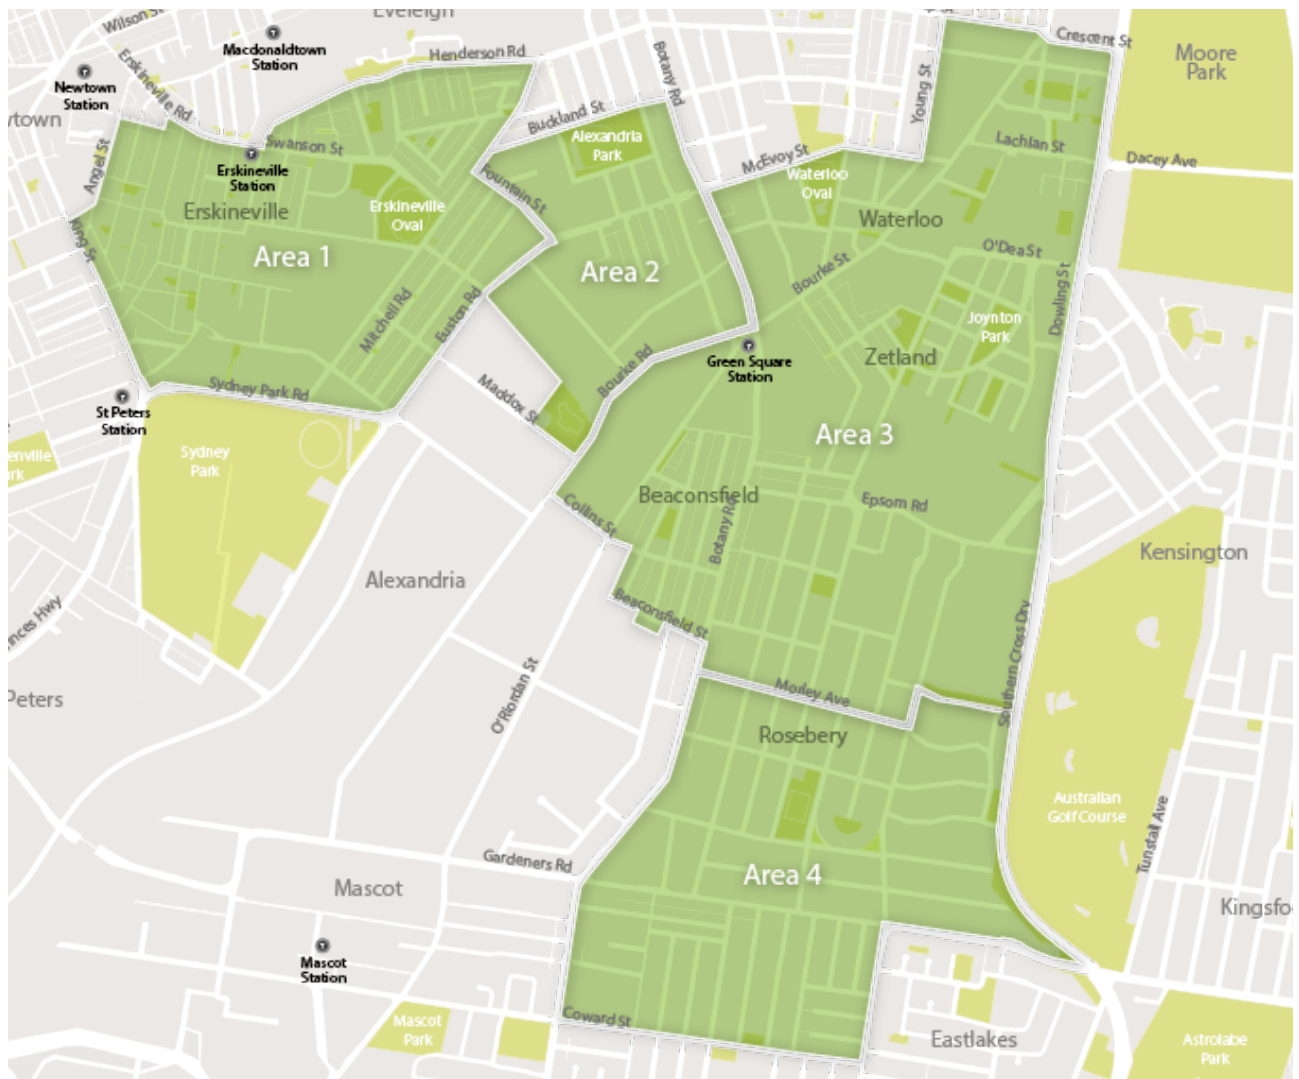 Eveleigh
Wilson St
Macdonaldtown
Station
Henderson Rd
Botany Rd
Crescent St
Moore
Park
Newtown
Station
Erskineville Rd
Young St
Buckland St
Alexandria
Park
Lachlan St
Dacey Ave
Angel St
Swanson St
McEvoy St
Erskineville
Station
Fountain St
Waterloo
Oval
Erskineville
Erskineville
Oval
Waterloo
King St
Area 1
Area 2
Bourke St
O'Dea St
Dowling St
Mitchell Rd
Euston Rd
Joynton
Park
Green Square
Station
Zetland
Bourke Rd
Sydney Park Rd
Maddox St
St Peters
Station
Area 3
Sydney
Park
Beaconsfield
Collins St
Botany Rd
Epsom Rd
Kensington
Alexandria
Beaconsfield St
Southern Cross Drv
O'Riordan St
Morley Ave
Peters
Rosebery
Australian
Golf Course
Tunstall Ave
Gardeners Rd
Area 4
Mascot
Mascot
Station
Coward St
Mascot
Park
Eastlakes
Astrolabe
Park